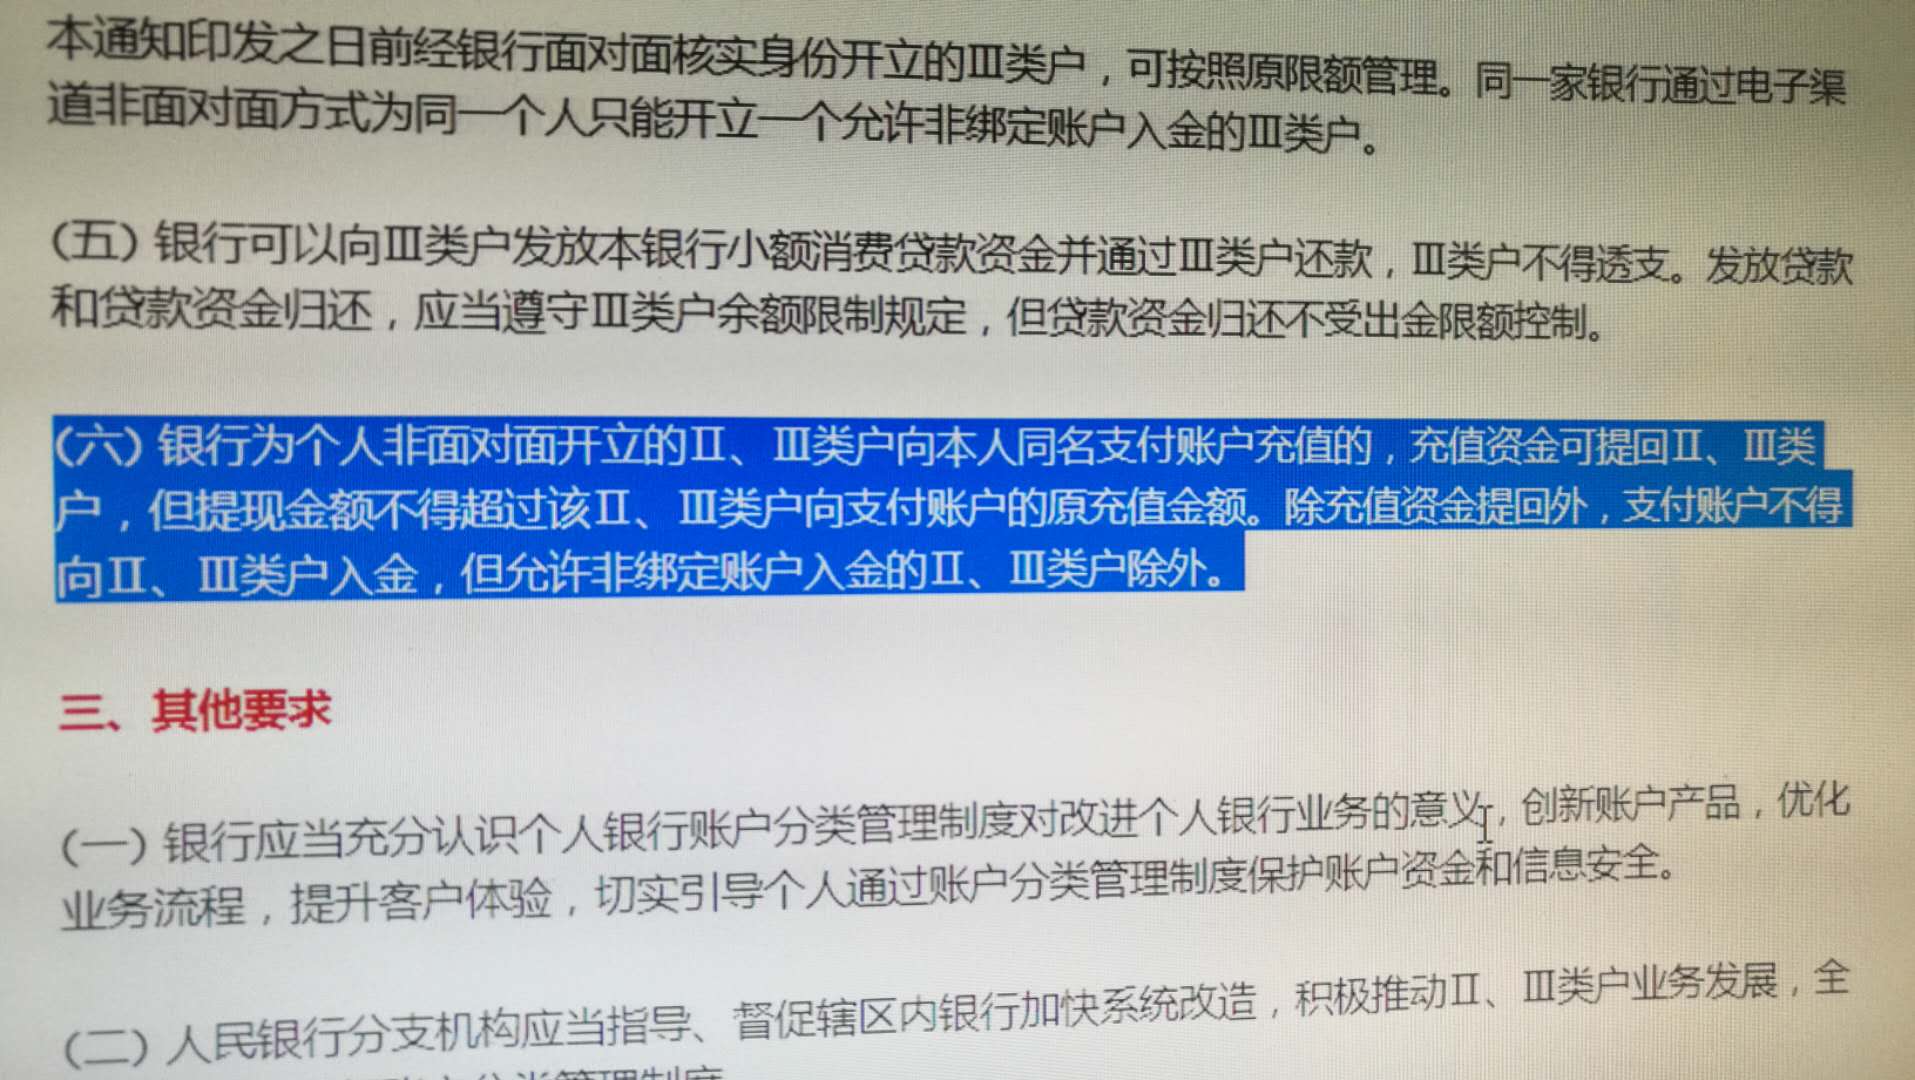 本通知印发之日前经银行面对面核实身份开立的Ⅲ类户，可按照原限额管理。同一家银行通过电子渠
道非面对面方式为同一个人只能开立一个允许非绑定账户入金的Ⅲ类户。
（五）银行可以向Ⅲ类户发放本银行小额消费贷款资金并通过Ⅲ类户还款，Ⅲ类户不得透支。发放贷款
和贷款资金归还，应当遵守Ⅲ类户余额限制规定，但贷款资金归还不受出金限额控制。
（六）银行为个人非面对面开立的Ⅱ、Ⅲ类户向本人同名支付账户充值的，充值资金可提回Ⅱ、Ⅲ类
户，但提现金额不得超过该Ⅱ、Ⅲ类户向支付账户的原充值金额。除充值资金提回外，支付账户不得
向Ⅱ、Ⅲ类户入金，但允许非绑定账户入金的Ⅱ、Ⅲ类户除外。
三、其他要求
（一）银行应当充分认识个人银行账户分类管理制度对改进个人银行业务的意义，创新账户产品，优化
业务流程，提升客户体验，切实引导个人通过账户分类管理制度保护账户资金和信息安全。
（二）人民银行分支机构应当指导、督促辖区内银行加快系统改造，积极推动Ⅱ、Ⅲ类户业务发展，全